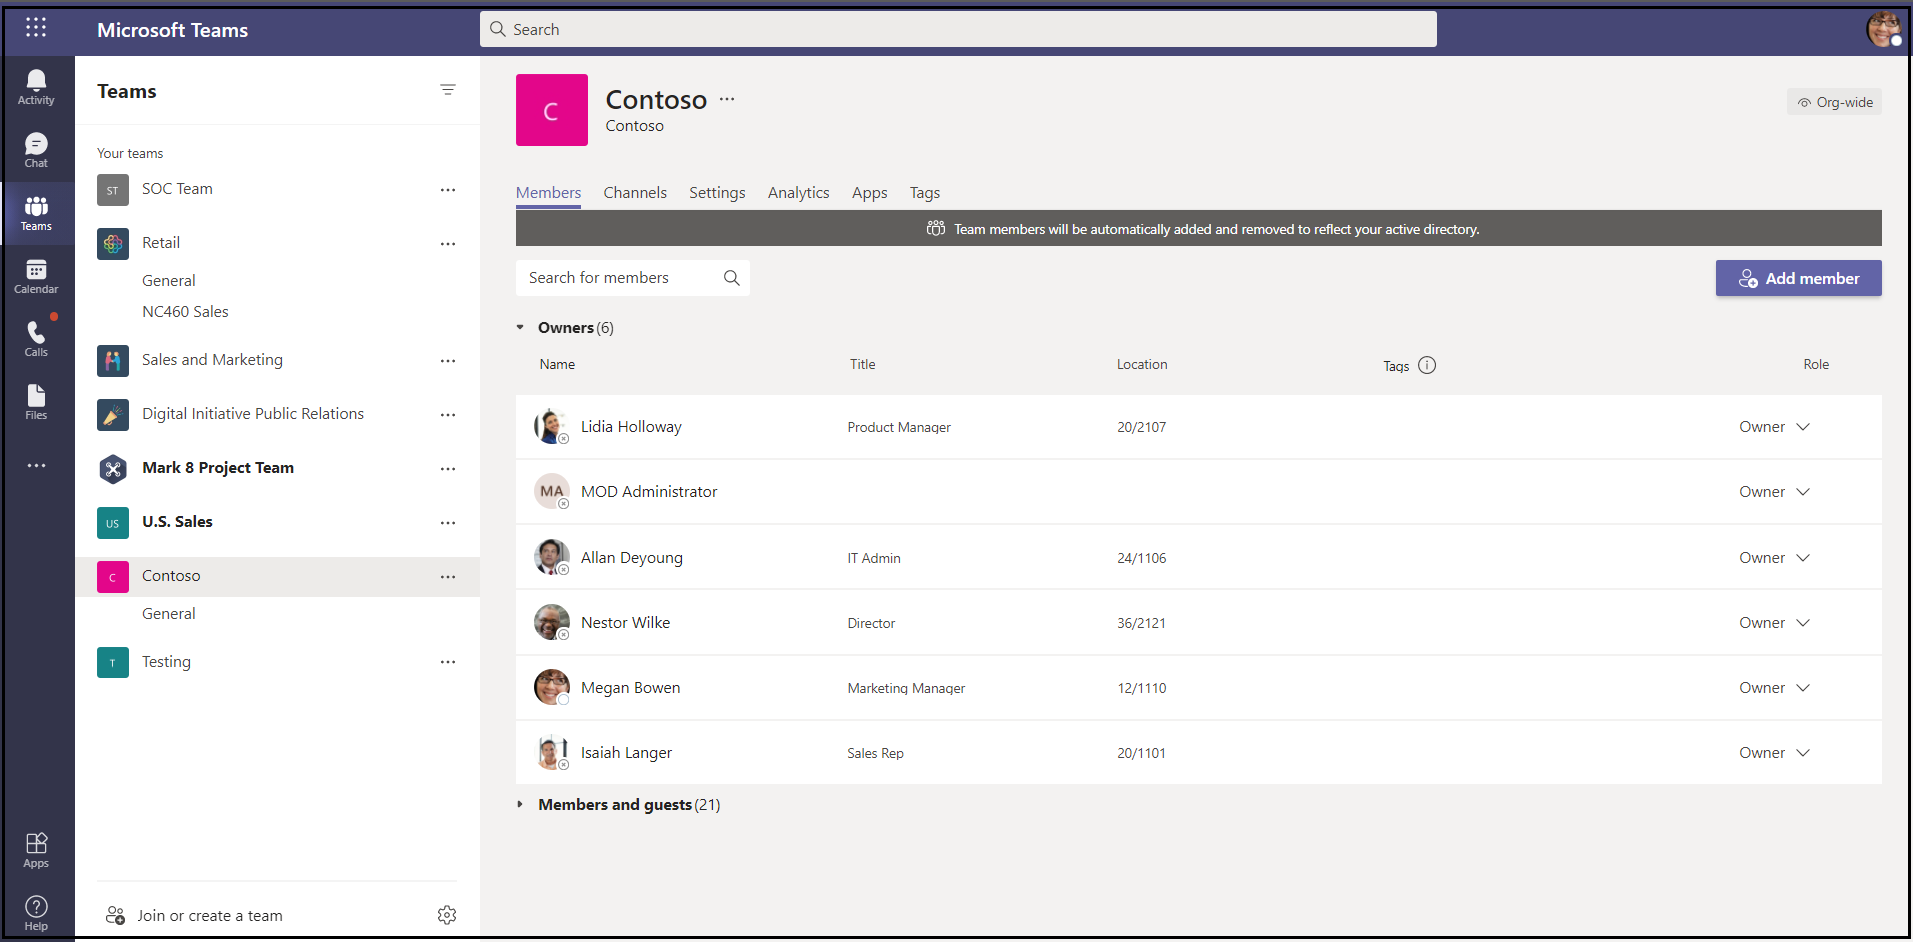 Microsoft Teams
Search
Activity
Chat
Teams
Calendar
Calls
Files
Apps
Help
Teams
Your teams
ST SOC Team
Retail
General
NC460 Sales
Sales and Marketing
Digital Initiative Public Relations
Mark 8 Project Team
US U.S. Sales
C Contoso
General
T Testing
Join or create a team
C
Contoso
Contoso
Org-wide
Members Channels Settings Analytics Apps Tags
Team members will be automatically added and removed to reflect your active directory.
Search for members
Add member
Owners (6)
Name Title Location Tags Role
Lidia Holloway Product Manager 20/2107 Owner
MA MOD Administrator Owner
Allan Deyoung IT Admin 24/1106 Owner
Nestor Wilke Director 36/2121 Owner
Megan Bowen Marketing Manager 12/1110 Owner
Isaiah Langer Sales Rep 20/1101 Owner
Members and guests (21)